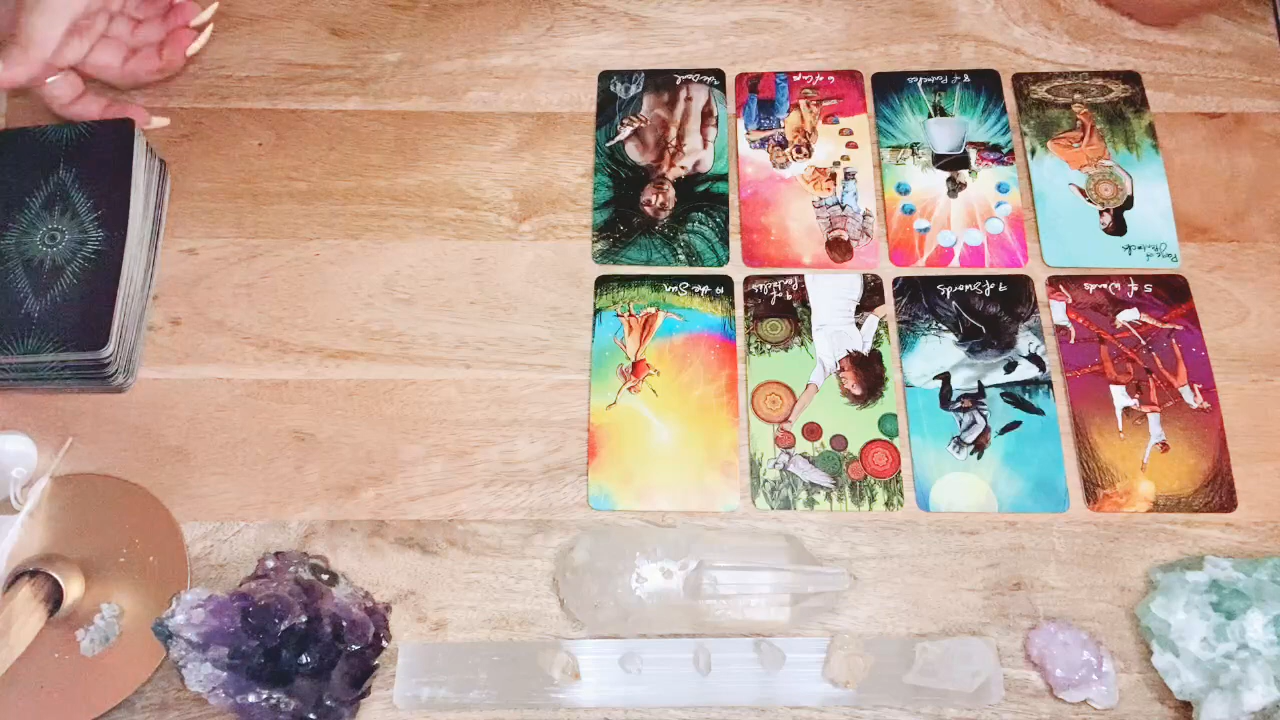 the Devil
6 of Cups
8 of Pentacles
Page of
Pentacles
19 the Sun
9 of
Pentacles
7 of Swords
5 of Wands